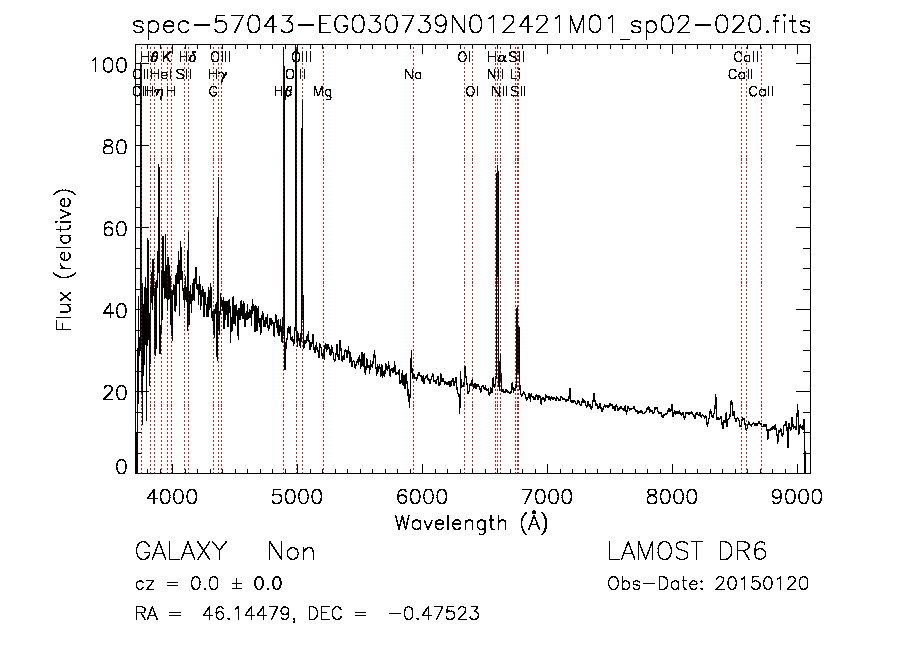 spec-57043-EG030739N012421M01_sp02-020.fits
Hθ K Hδ OIII OIII OI Hα SII CaII
OII HeI SII Hγ OIII Na NII Li CaII
OII Hη H G Hβ Mg OI NII SII CaII
100
80
60
40
20
0
Flux (relative)
4000 5000 6000 7000 8000 9000
Wavelength (Å)
GALAXY Non LAMOST DR6
cz = 0.0 ± 0.0 Obs-Date: 20150120
RA = 46.14479, DEC = -0.47523